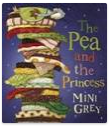 The
Pea
and the
Princess
MiNi
GREY